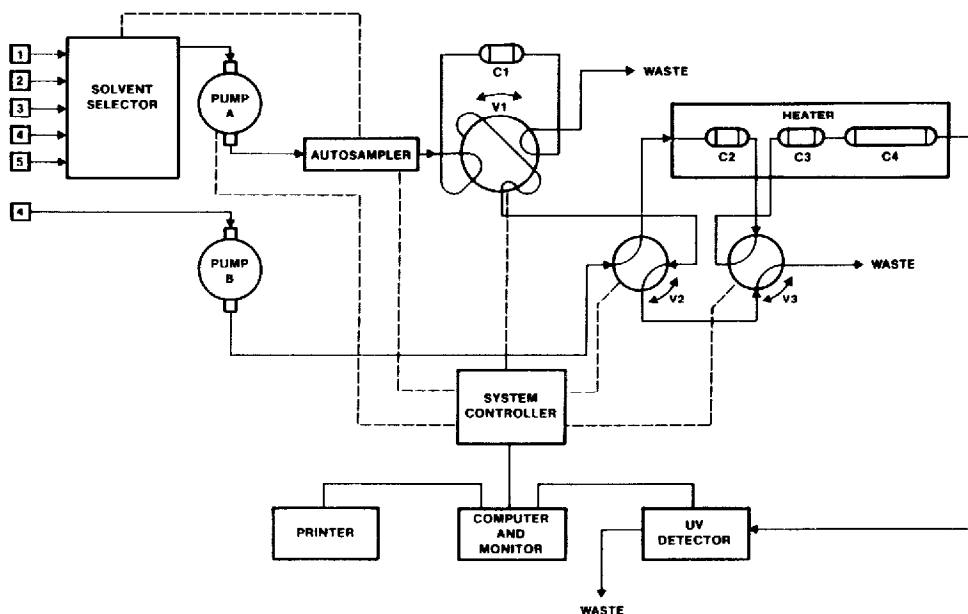 1
2
3
4
5
SOLVENT
SELECTOR
PUMP
A
AUTOSAMPLER
C1
V1
WASTE
HEATER
C2
C3
C4
4
PUMP
B
V2
V3
WASTE
SYSTEM
CONTROLLER
PRINTER
COMPUTER
AND
MONITOR
UV
DETECTOR
WASTE